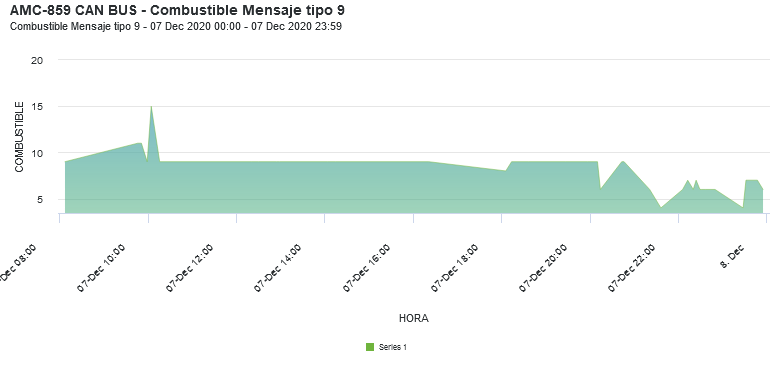 AMC-859 CAN BUS - Combustible Mensaje tipo 9
Combustible Mensaje tipo 9 - 07 Dec 2020 00:00 - 07 Dec 2020 23:59
20
15
10
5
COMBUSTIBLE
-Dec 08:00
07-Dec 10:00
07-Dec 12:00
07-Dec 14:00
07-Dec 16:00
07-Dec 18:00
07-Dec 20:00
07-Dec 22:00
8. Dec
HORA
Series 1